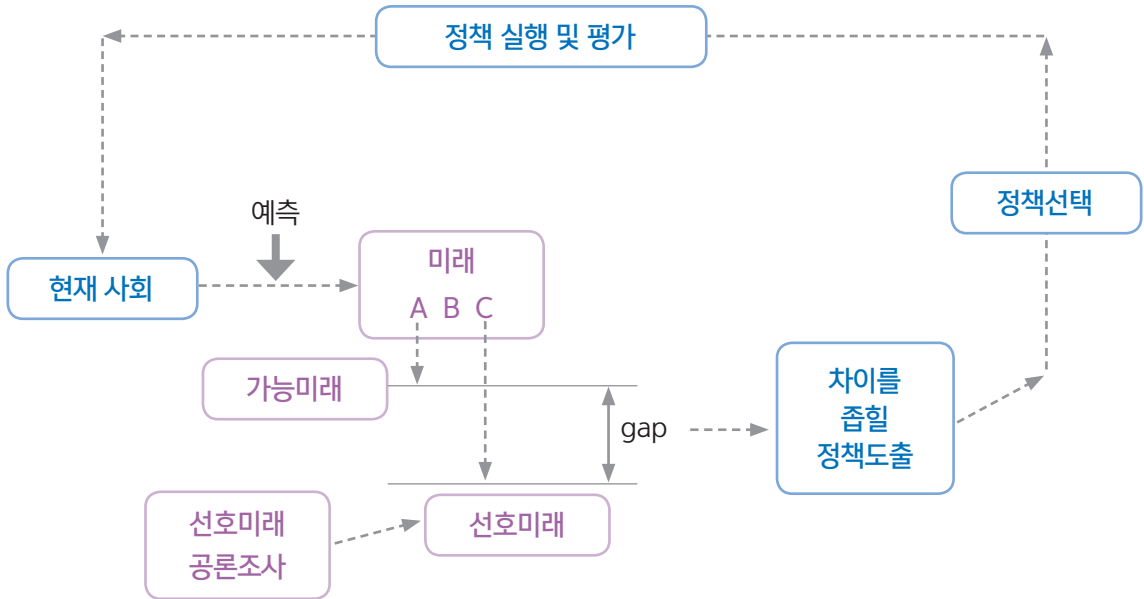 정책 실행 및 평가
정책선택
예측
현재 사회
미래
A B C
가능미래
gap
차이를
좁힐
정책도출
선호미래
공론조사
선호미래